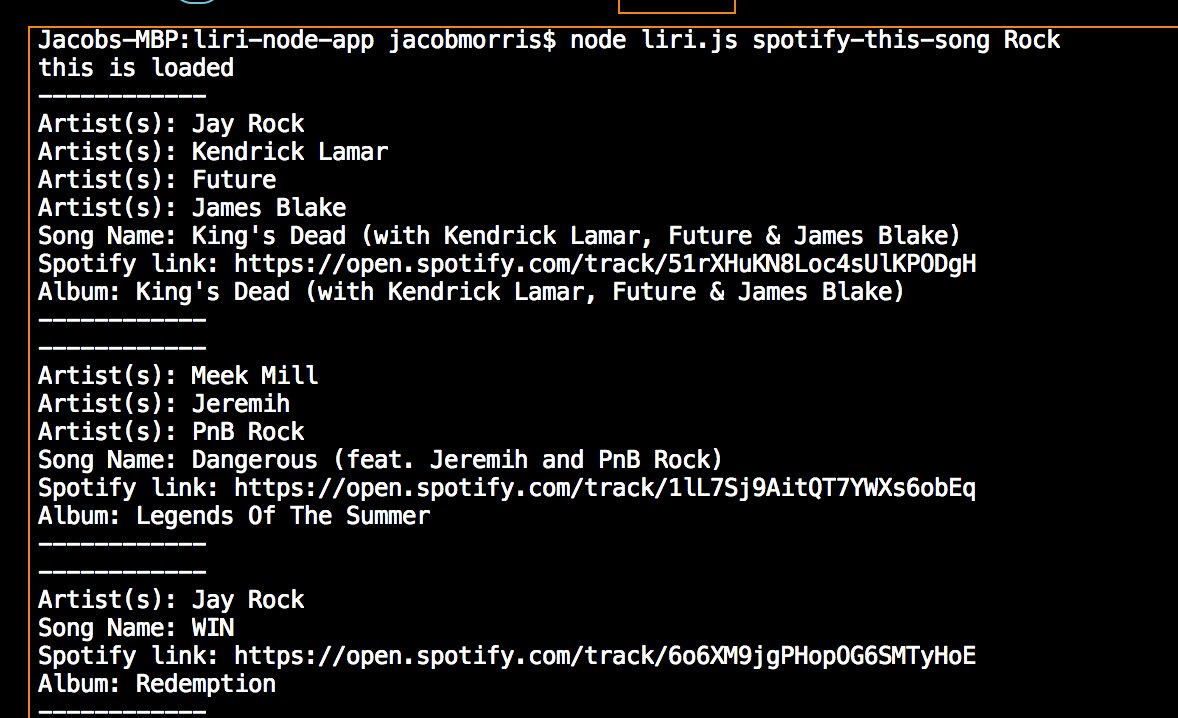 Jacobs-MBP:liri-node-app jacobmorris$ node liri.js spotify-this-song Rock
this is loaded
------------
Artist(s): Jay Rock
Artist(s): Kendrick Lamar
Artist(s): Future
Artist(s): James Blake
Song Name: King's Dead (with Kendrick Lamar, Future & James Blake)
Spotify link: https://open.spotify.com/track/51rXHuKN8Loc4sUlKPODgH
Album: King's Dead (with Kendrick Lamar, Future & James Blake)
------------
------------
Artist(s): Meek Mill
Artist(s): Jeremih
Artist(s): PnB Rock
Song Name: Dangerous (feat. Jeremih and PnB Rock)
Spotify link: https://open.spotify.com/track/1lL7Sj9AitQT7YWXs6obEq
Album: Legends Of The Summer
------------
------------
Artist(s): Jay Rock
Song Name: WIN
Spotify link: https://open.spotify.com/track/6o6XM9jgPHopOG6SMTyHoE
Album: Redemption
------------